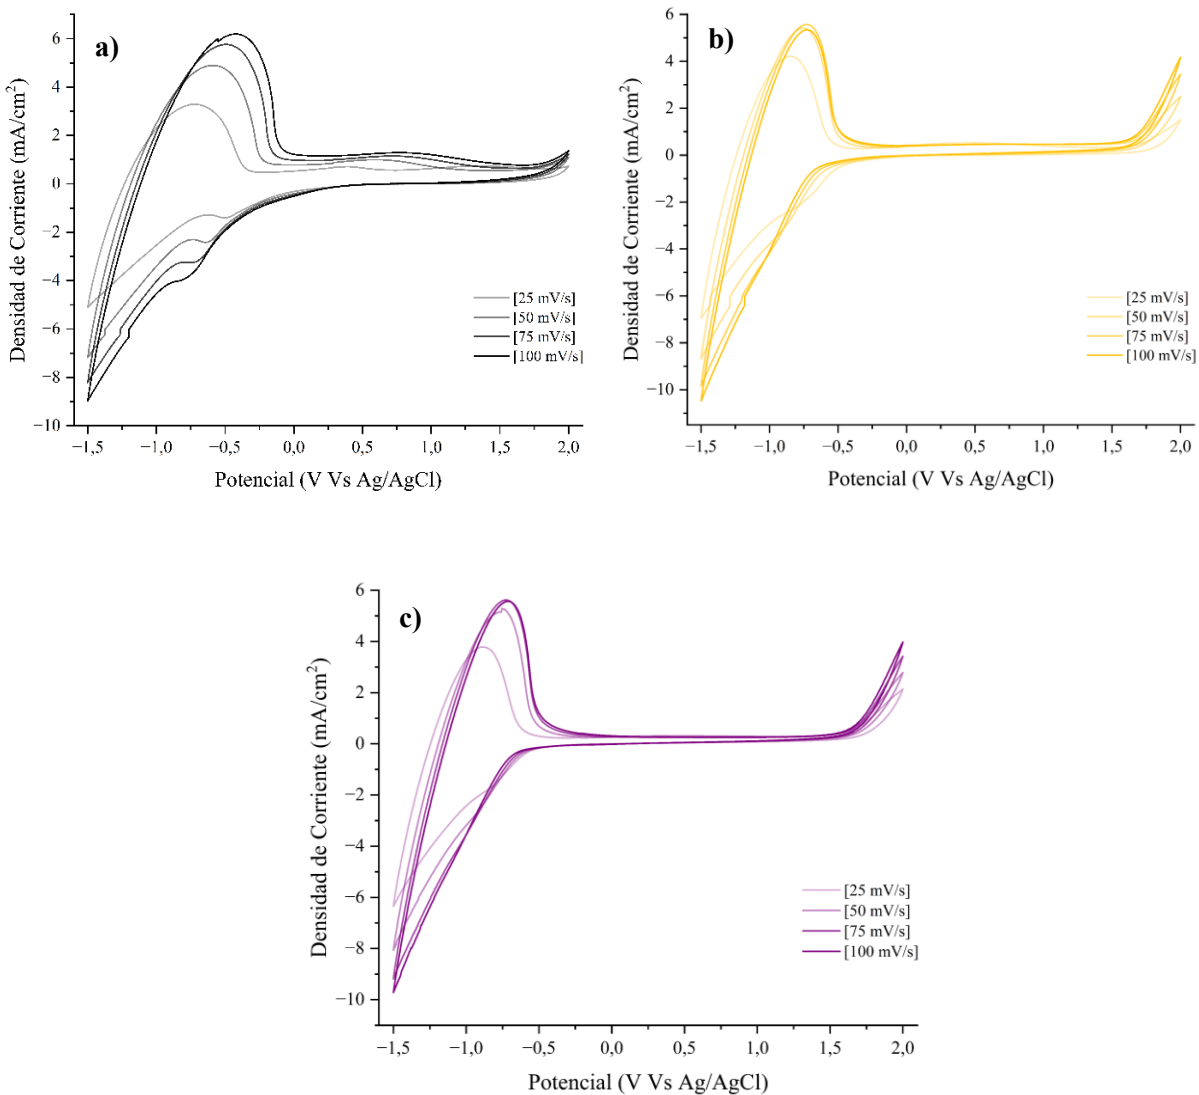 a)
6
4
2
0
−2
−4
−6
−8
−10
Densidad de Corriente (mA/cm²)
[25 mV/s]
[50 mV/s]
[75 mV/s]
[100 mV/s]
−1,5 −1,0 −0,5 0,0 0,5 1,0 1,5 2,0
Potencial (V Vs Ag/AgCl)
b)
6
4
2
0
−2
−4
−6
−8
−10
Densidad de Corriente (mA/cm²)
[25 mV/s]
[50 mV/s]
[75 mV/s]
[100 mV/s]
−1,5 −1,0 −0,5 0,0 0,5 1,0 1,5 2,0
Potencial (V Vs Ag/AgCl)
c)
6
4
2
0
−2
−4
−6
−8
−10
Densidad de Corriente (mA/cm²)
[25 mV/s]
[50 mV/s]
[75 mV/s]
[100 mV/s]
−1,5 −1,0 −0,5 0,0 0,5 1,0 1,5 2,0
Potencial (V Vs Ag/AgCl)